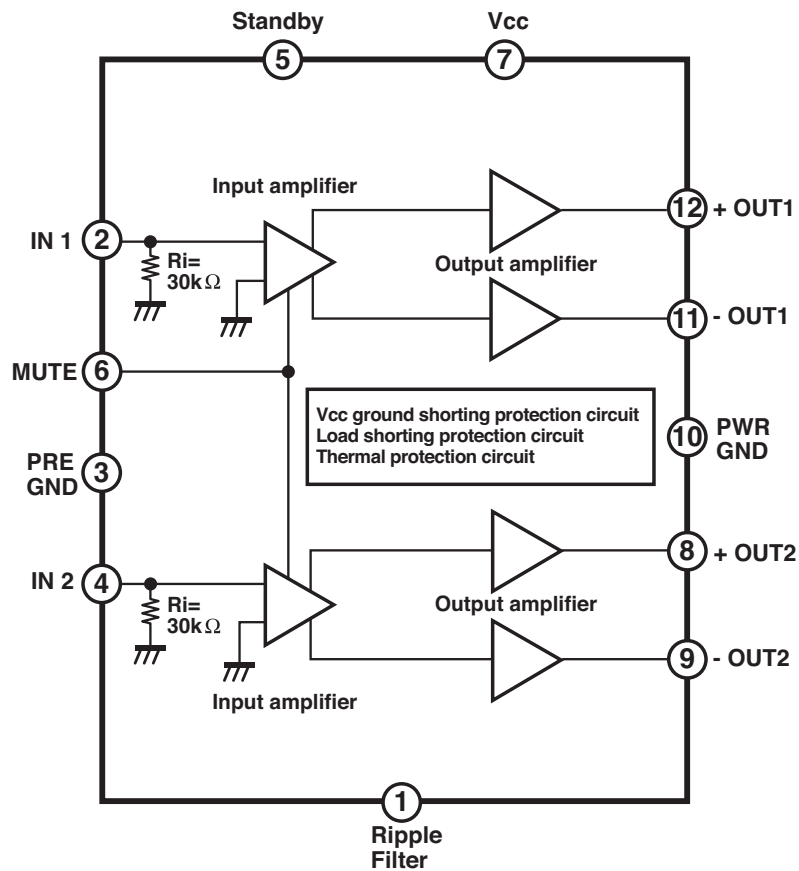 Standby
Vcc
5
7
Input amplifier
12 + OUT1
IN 1 2
Ri=
30kΩ
Output amplifier
11 - OUT1
MUTE 6
Vcc ground shorting protection circuit
Load shorting protection circuit
Thermal protection circuit
10 PWR
GND
PRE
GND 3
IN 2 4
8 + OUT2
Ri=
30kΩ
Output amplifier
9 - OUT2
Input amplifier
1
Ripple
Filter